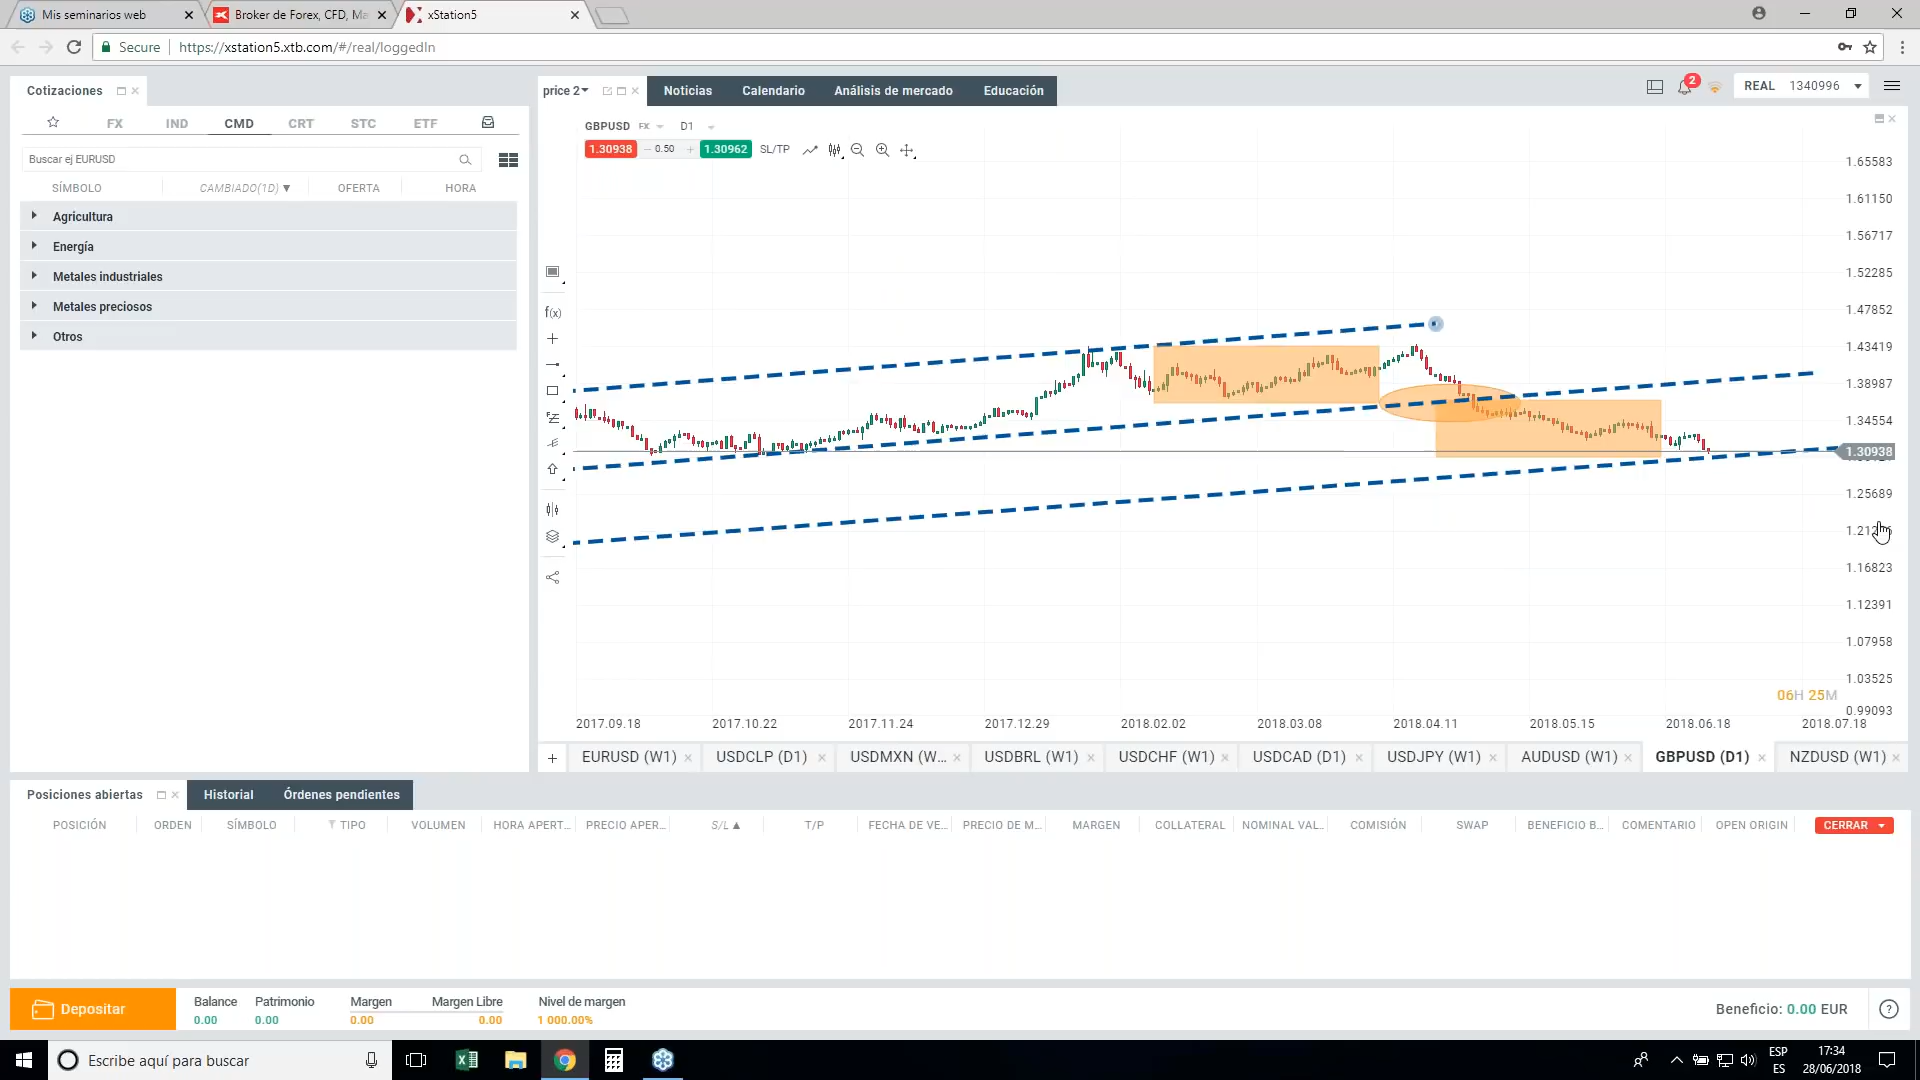 Mis seminarios web
Broker de Forex, CFD, Ma
xStation5
Secure
https://xstation5.xtb.com/#/real/loggedIn
Cotizaciones
price 2
Noticias
Calendario
Análisis de mercado
Educación
2
REAL 1340996
FX
IND
CMD
CRT
STC
ETF
Buscar ej EURUSD
SÍMBOLO
CAMBIADO(1D) ▼
OFERTA
HORA
Agricultura
Energía
Metales industriales
Metales preciosos
Otros
GBPUSD FX
D1
1.30938
− 0.50 +
1.30962
SL/TP
f(x)
1.65583
1.61150
1.56717
1.52285
1.47852
1.43419
1.38987
1.34554
1.30938
1.25689
1.16823
1.12391
1.07958
1.03525
0.99093
06H 25M
2017.09.18
2017.10.22
2017.11.24
2017.12.29
2018.02.02
2018.03.08
2018.04.11
2018.05.15
2018.06.18
2018.07.18
EURUSD (W1)
USDCLP (D1)
USDMXN (W...
USDBRL (W1)
USDCHF (W1)
USDCAD (D1)
USDJPY (W1)
AUDUSD (W1)
GBPUSD (D1)
NZDUSD (W1)
Posiciones abiertas
Historial
Órdenes pendientes
POSICIÓN
ORDEN
SÍMBOLO
TIPO
VOLUMEN
HORA APERT...
PRECIO APER...
S/L ▲
T/P
FECHA DE VE...
PRECIO DE M...
MARGEN
COLLATERAL
NOMINAL VAL...
COMISIÓN
SWAP
BENEFICIO B...
COMENTARIO
OPEN ORIGIN
CERRAR
Depositar
Balance
0.00
Patrimonio
0.00
Margen
0.00
Margen Libre
0.00
Nivel de margen
1 000.00%
Beneficio: 0.00 EUR
?
Escribe aquí para buscar
ESP
ES
17:34
28/06/2018